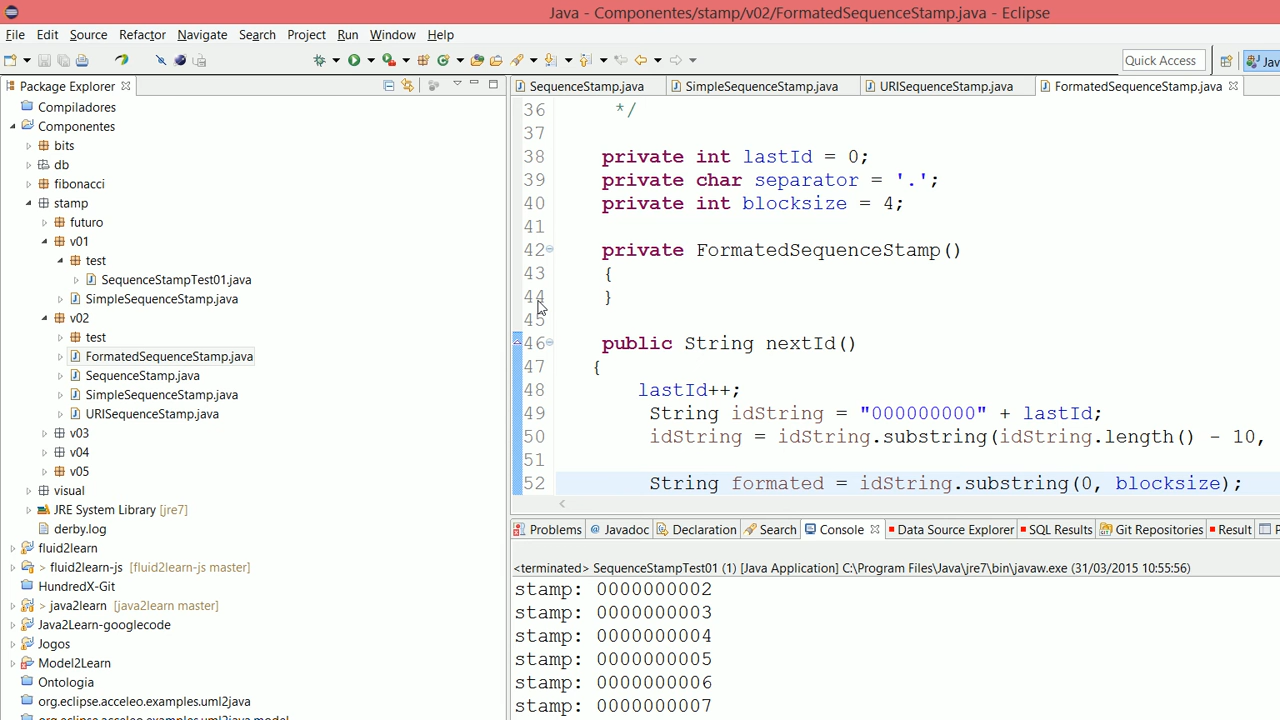 Java - Componentes/stamp/v02/FormatedSequenceStamp.java - Eclipse
File Edit Source Refactor Navigate Search Project Run Window Help
Quick Access
Java
Package Explorer
SequenceStamp.java SimpleSequenceStamp.java URISequenceStamp.java FormatedSequenceStamp.java
Compiladores
Componentes
bits
db
fibonacci
stamp
futuro
v01
test
SequenceStampTest01.java
SimpleSequenceStamp.java
v02
test
FormatedSequenceStamp.java
SequenceStamp.java
SimpleSequenceStamp.java
URISequenceStamp.java
v03
v04
v05
visual
JRE System Library [jre7]
derby.log
fluid2learn
> fluid2learn-js [fluid2learn-js master]
HundredX-Git
> java2learn [java2learn master]
Java2Learn-googlecode
Jogos
Model2Learn
Ontologia
org.eclipse.acceleo.examples.uml2java
org.eclipse.acceleo.examples.uml2java.model
36 */
37
38 private int lastId = 0;
39 private char separator = '.';
40 private int blocksize = 4;
41
42 private FormatedSequenceStamp()
43 {
44 }
45
46 public String nextId()
47 {
48 lastId++;
49 String idString = "000000000" + lastId;
50 idString = idString.substring(idString.length() - 10,
51
52 String formated = idString.substring(0, blocksize);
Problems Javadoc Declaration Search Console Data Source Explorer SQL Results Git Repositories Result P
<terminated> SequenceStampTest01 (1) [Java Application] C:\Program Files\Java\jre7\bin\javaw.exe (31/03/2015 10:55:56)
stamp: 0000000002
stamp: 0000000003
stamp: 0000000004
stamp: 0000000005
stamp: 0000000006
stamp: 0000000007